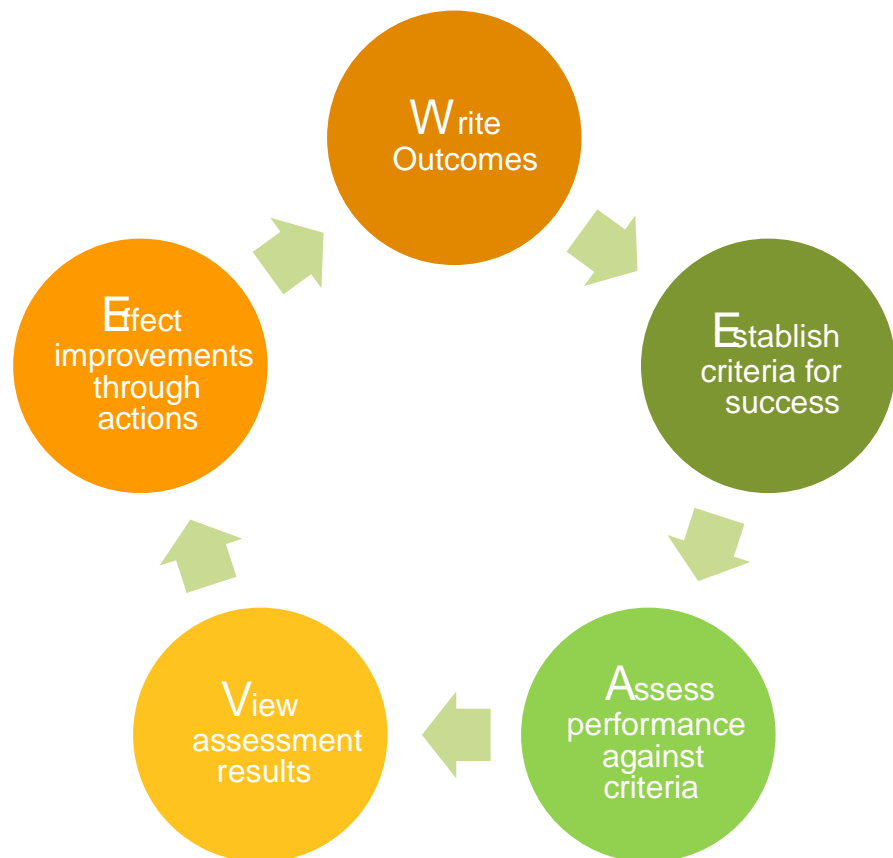 Write
Outcomes
Establish
criteria for
success
Assess
performance
against
criteria
View
assessment
results
Effect
improvements
through
actions